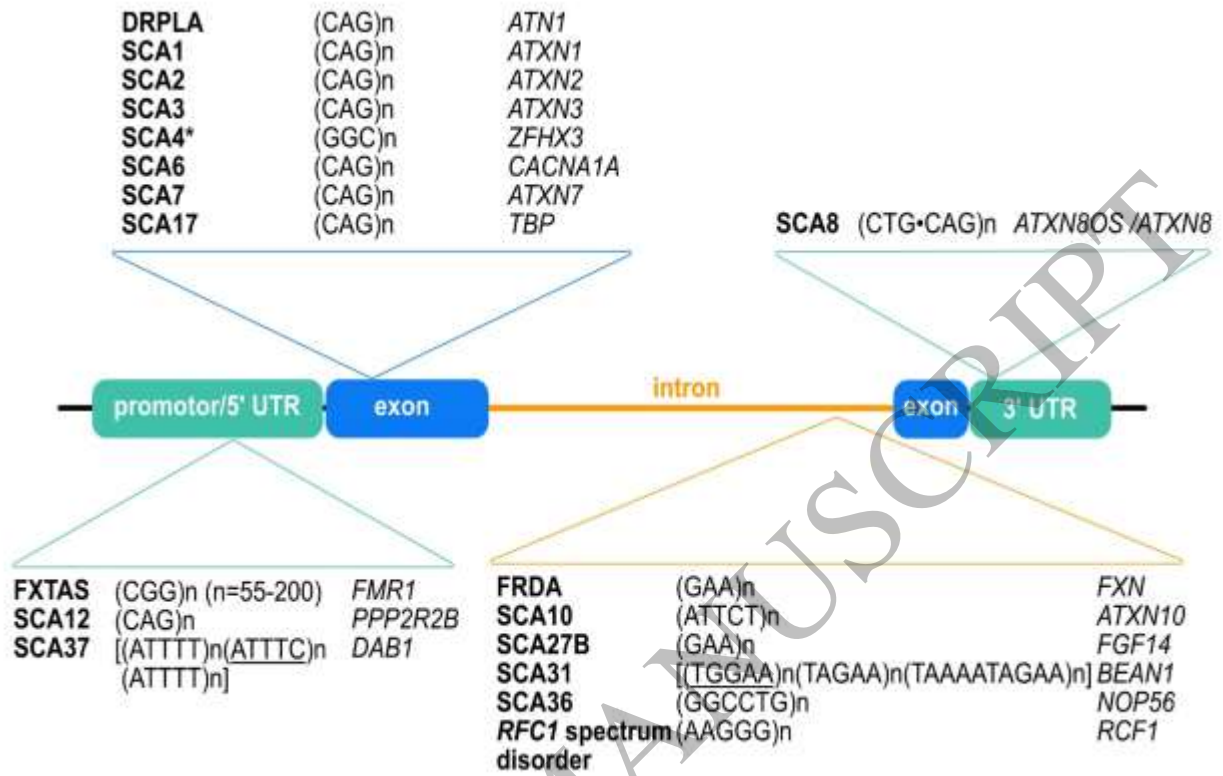 DRPLA (CAG)n ATN1
SCA1 (CAG)n ATXN1
SCA2 (CAG)n ATXN2
SCA3 (CAG)n ATXN3
SCA4* (GGC)n ZFHX3
SCA6 (CAG)n CACNA1A
SCA7 (CAG)n ATXN7
SCA17 (CAG)n TBP
SCA8 (CTG•CAG)n ATXN8OS /ATXN8
promotor/5' UTR exon intron exon 3' UTR
FXTAS (CGG)n (n=55-200) FMR1
SCA12 (CAG)n PPP2R2B
SCA37 [(ATTTT)n(ATTTC)n DAB1
(ATTTT)n]
FRDA (GAA)n FXN
SCA10 (ATTCT)n ATXN10
SCA27B (GAA)n FGF14
SCA31 [(TGGAA)n(TAGAA)n(TAAAATAGAA)n] BEAN1
SCA36 (GGCCTG)n NOP56
RFC1 spectrum (AAGGG)n RCF1
disorder
MANUSCRIPT